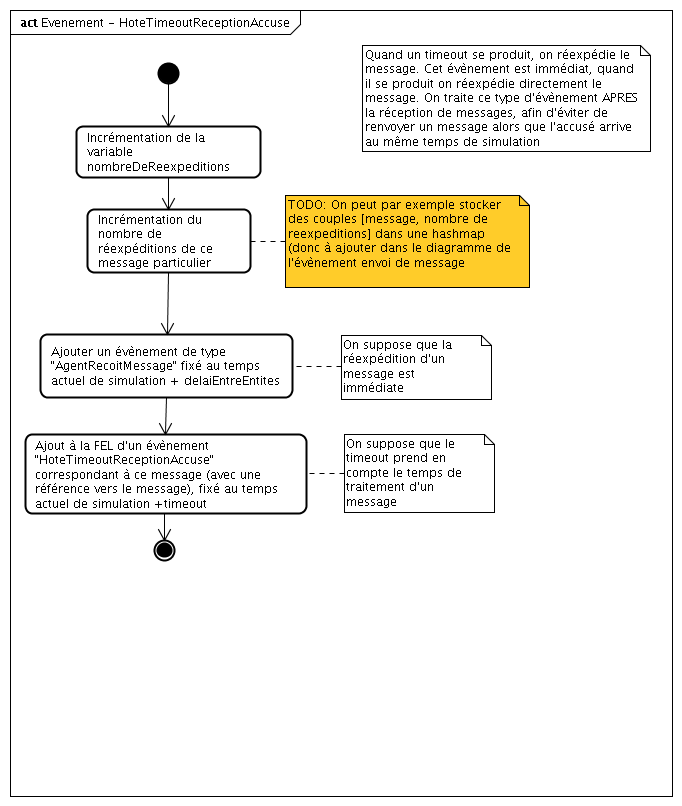 act Evenement - HoteTimeoutReceptionAccuse
Quand un timeout se produit, on réexpédie le
message. Cet évènement est immédiat, quand
il se produit on réexpédie directement le
message. On traite ce type d'évènement APRES
la réception de messages, afin d'éviter de
renvoyer un message alors que l'accusé arrive
au même temps de simulation
Incrémentation de la
variable
nombreDeReexpeditions
Incrémentation du
nombre de
réexpéditions de ce
message particulier
TODO: On peut par exemple stocker
des couples [message, nombre de
reexpeditions] dans une hashmap
(donc à ajouter dans le diagramme de
l'évènement envoi de message
Ajouter un évènement de type
"AgentRecoitMessage" fixé au temps
actuel de simulation + delaiEntreEntites
On suppose que la
réexpédition d'un
message est
immédiate
Ajout à la FEL d'un évènement
"HoteTimeoutReceptionAccuse"
correspondant à ce message (avec une
référence vers le message), fixé au temps
actuel de simulation +timeout
On suppose que le
timeout prend en
compte le temps de
traitement d'un
message